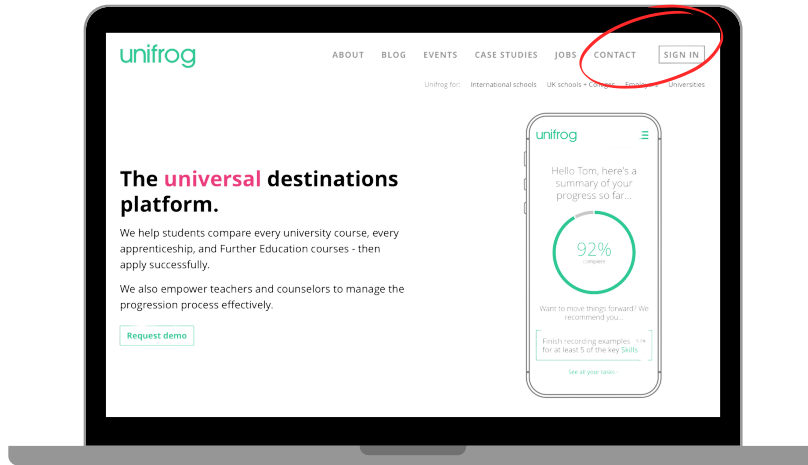 unifrog
ABOUT BLOG EVENTS CASE STUDIES JOBS CONTACT SIGN IN
Unifrog for: International schools UK schools + Colleges Employers Universities
The universal destinations
platform.
We help students compare every university course, every
apprenticeship, and Further Education courses - then
apply successfully.
We also empower teachers and counselors to manage the
progression process effectively.
Request demo
unifrog
Hello Tom, here's a
summary of your
progress so far...
92%
complete
Want to move things forward? We
recommend you...
Finish recording examples
for at least 5 of the key Skills
See all your tasks